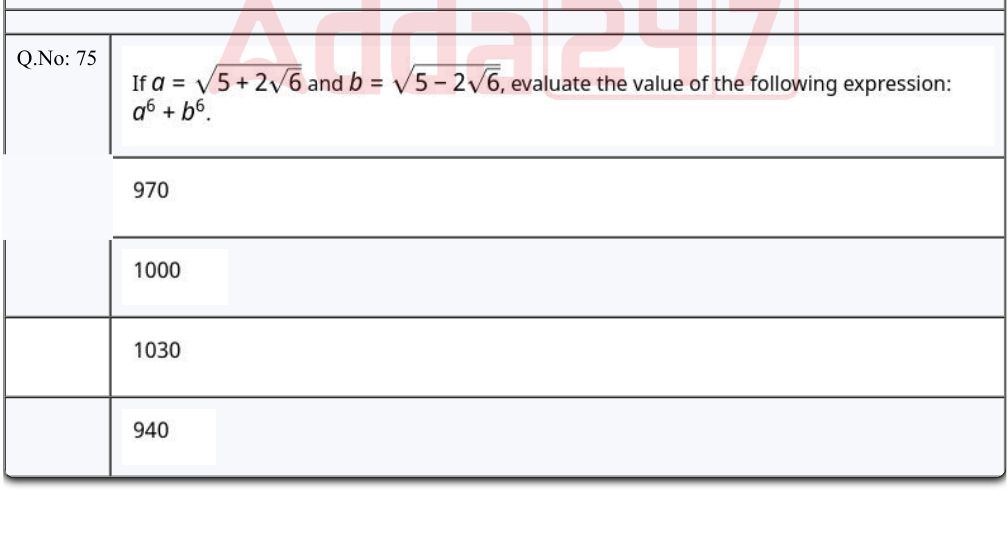 Adda247
Q.No: 75
If a = √5 + 2√6 and b = √5 − 2√6, evaluate the value of the following expression:
a⁶ + b⁶.
970
1000
1030
940